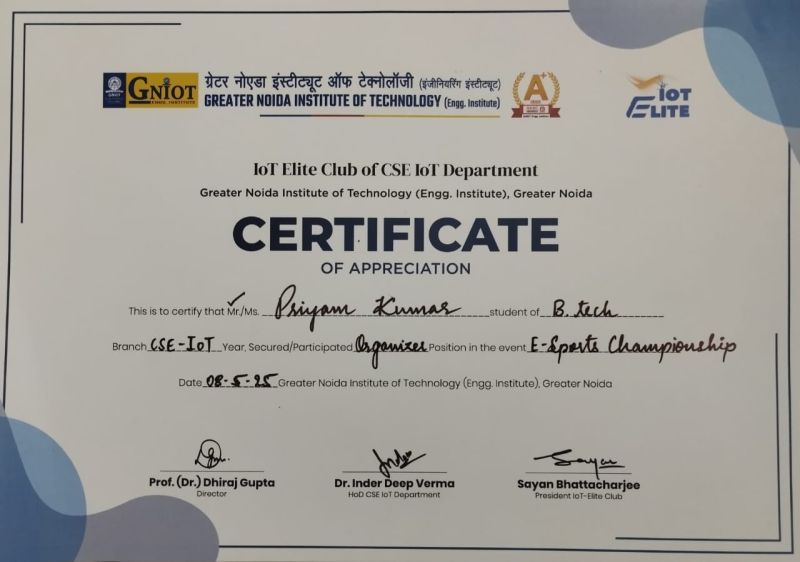 GNIOT
ENGG. INSTITUTE
ग्रेटर नोएडा इंस्टीट्यूट ऑफ टेक्नोलॉजी (इंजीनियरिंग इंस्टीट्यूट)
GREATER NOIDA INSTITUTE OF TECHNOLOGY (Engg. Institute)
A+
IOT ELITE
IoT Elite Club of CSE IoT Department
Greater Noida Institute of Technology (Engg. Institute), Greater Noida
CERTIFICATE
OF APPRECIATION
This is to certify that Mr./Ms. Priyam Kumar student of B.tech
Branch CSE-IoT Year, Secured/Participated Organizer Position in the event E-Sports Championship
Date 08-5-25 Greater Noida Institute of Technology (Engg. Institute), Greater Noida
Prof. (Dr.) Dhiraj Gupta
Director
Dr. Inder Deep Verma
HoD CSE IoT Department
Sayan Bhattacharjee
President IoT-Elite Club